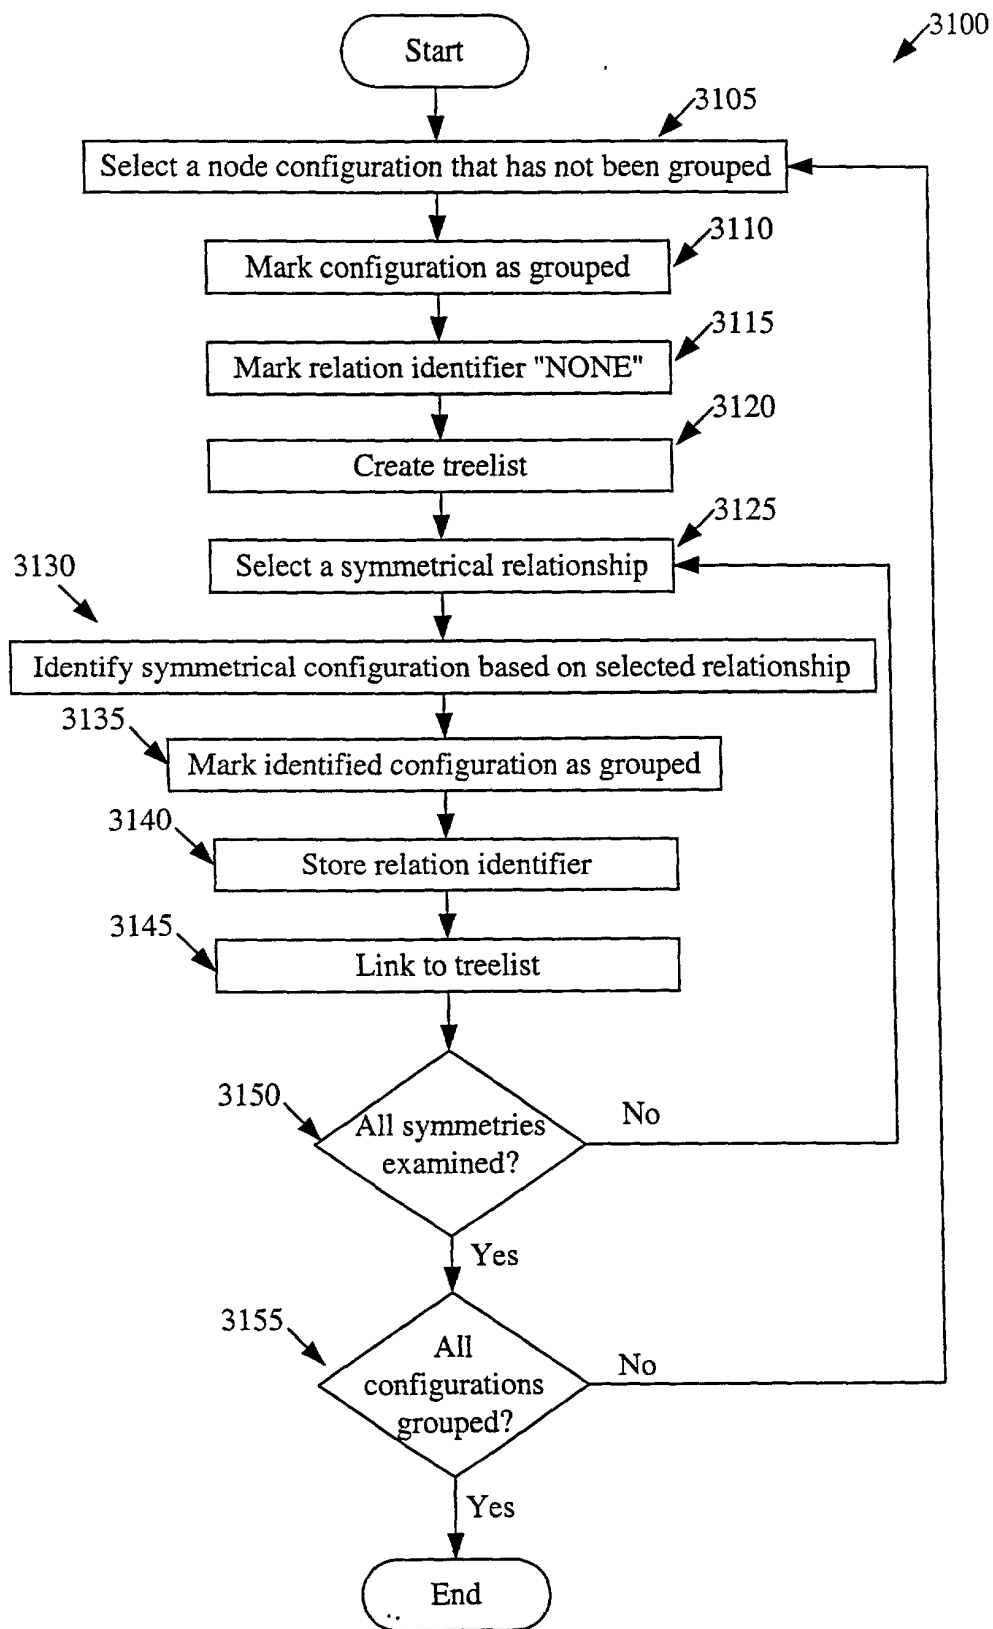 3100
Start
3105
Select a node configuration that has not been grouped
3110
Mark configuration as grouped
3115
Mark relation identifier "NONE"
3120
Create treelist
3125
Select a symmetrical relationship
3130
Identify symmetrical configuration based on selected relationship
3135
Mark identified configuration as grouped
3140
Store relation identifier
3145
Link to treelist
3150
All symmetries
examined?
No
Yes
3155
All
configurations
grouped?
No
Yes
End